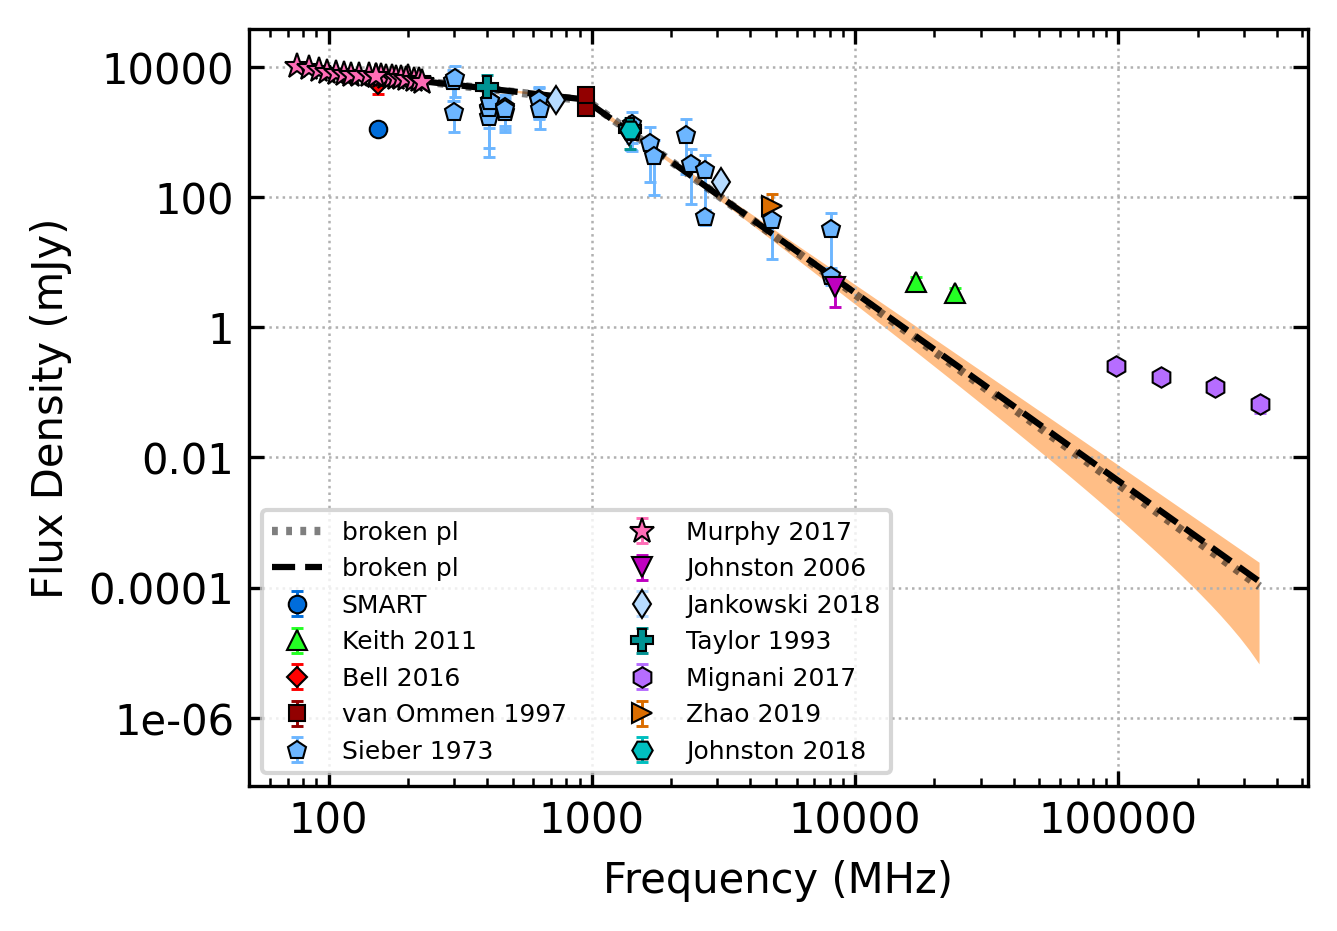 10000
100
1
0.01
0.0001
1e-06
Flux Density (mJy)
broken pl
broken pl
SMART
Keith 2011
Bell 2016
van Ommen 1997
Sieber 1973
Murphy 2017
Johnston 2006
Jankowski 2018
Taylor 1993
Mignani 2017
Zhao 2019
Johnston 2018
100 1000 10000 100000
Frequency (MHz)